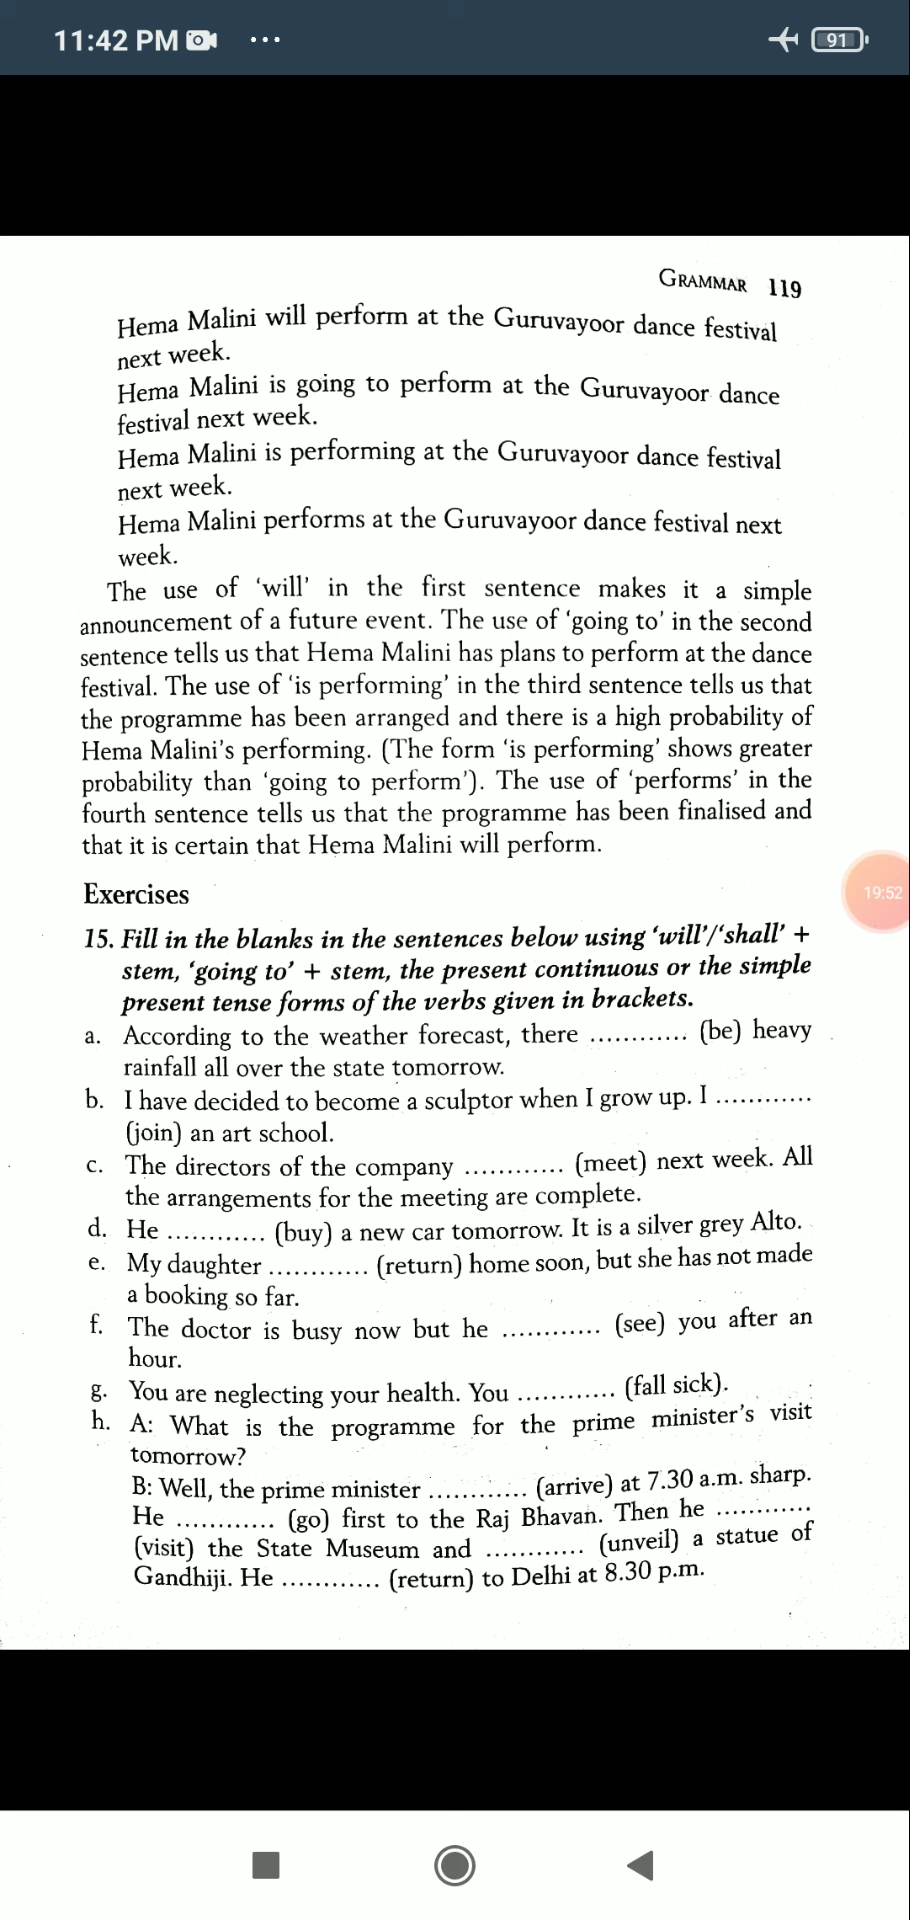 11:42 PM ...
91
GRAMMAR 119
Hema Malini will perform at the Guruvayoor dance festival
next week.
Hema Malini is going to perform at the Guruvayoor dance
festival next week.
Hema Malini is performing at the Guruvayoor dance festival
next week.
Hema Malini performs at the Guruvayoor dance festival next
week.
The use of ‘will’ in the first sentence makes it a simple
announcement of a future event. The use of ‘going to’ in the second
sentence tells us that Hema Malini has plans to perform at the dance
festival. The use of ‘is performing’ in the third sentence tells us that
the programme has been arranged and there is a high probability of
Hema Malini’s performing. (The form ‘is performing’ shows greater
probability than ‘going to perform’). The use of ‘performs’ in the
fourth sentence tells us that the programme has been finalised and
that it is certain that Hema Malini will perform.
19:52
Exercises
15. Fill in the blanks in the sentences below using ‘will’/‘shall’ +
stem, ‘going to’ + stem, the present continuous or the simple
present tense forms of the verbs given in brackets.
a. According to the weather forecast, there ............ (be) heavy
rainfall all over the state tomorrow.
b. I have decided to become a sculptor when I grow up. I ............
(join) an art school.
c. The directors of the company ............ (meet) next week. All
the arrangements for the meeting are complete.
d. He ............ (buy) a new car tomorrow. It is a silver grey Alto.
e. My daughter ............ (return) home soon, but she has not made
a booking so far.
f. The doctor is busy now but he ............ (see) you after an
hour.
g. You are neglecting your health. You ............ (fall sick).
h. A: What is the programme for the prime minister’s visit
tomorrow?
B: Well, the prime minister ............ (arrive) at 7.30 a.m. sharp.
He ............ (go) first to the Raj Bhavan. Then he ............
(visit) the State Museum and ............ (unveil) a statue of
Gandhiji. He ............ (return) to Delhi at 8.30 p.m.